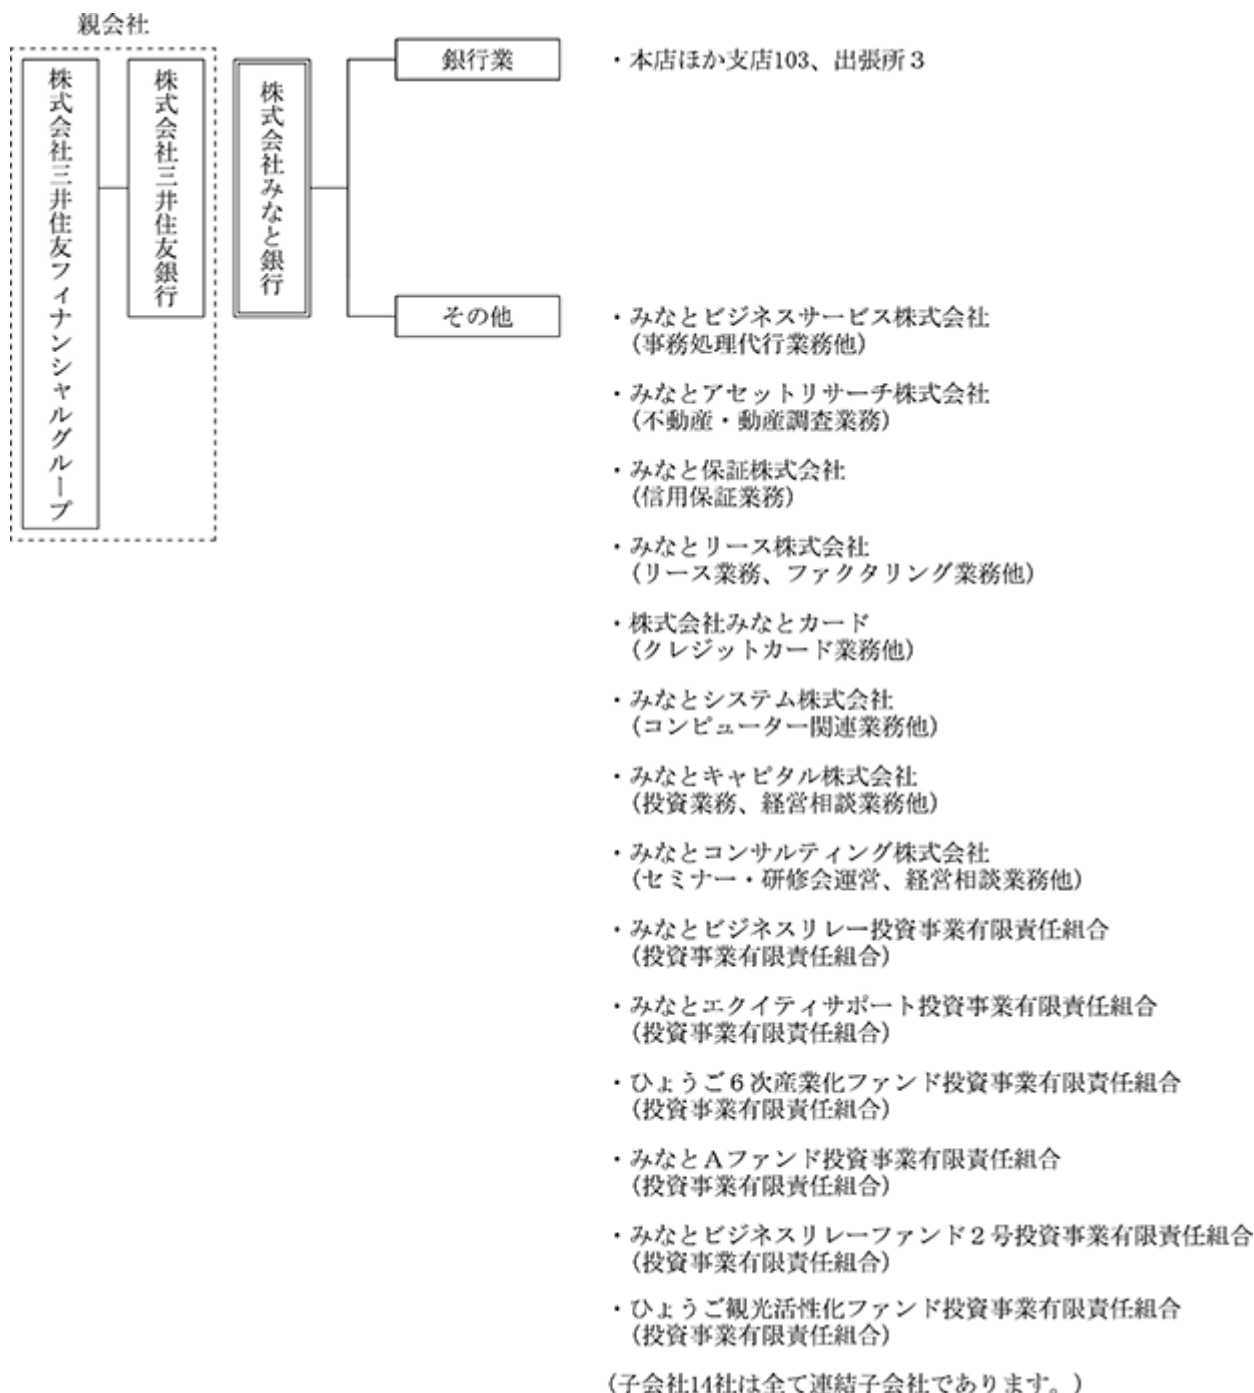 親会社
株式会社三井住友フィナンシャルグループ
株式会社三井住友銀行
株式会社みなと銀行
銀行業
・本店ほか支店103、出張所３
その他
・みなとビジネスサービス株式会社
(事務処理代行業務他)
・みなとアセットリサーチ株式会社
(不動産・動産調査業務)
・みなと保証株式会社
(信用保証業務)
・みなとリース株式会社
(リース業務、ファクタリング業務他)
・株式会社みなとカード
(クレジットカード業務他)
・みなとシステム株式会社
(コンピューター関連業務他)
・みなとキャピタル株式会社
(投資業務、経営相談業務他)
・みなとコンサルティング株式会社
(セミナー・研修会運営、経営相談業務他)
・みなとビジネスリレー投資事業有限責任組合
(投資事業有限責任組合)
・みなとエクイティサポート投資事業有限責任組合
(投資事業有限責任組合)
・ひょうご６次産業化ファンド投資事業有限責任組合
(投資事業有限責任組合)
・みなとＡファンド投資事業有限責任組合
(投資事業有限責任組合)
・みなとビジネスリレーファンド２号投資事業有限責任組合
(投資事業有限責任組合)
・ひょうご観光活性化ファンド投資事業有限責任組合
(投資事業有限責任組合)
(子会社14社は全て連結子会社であります。)